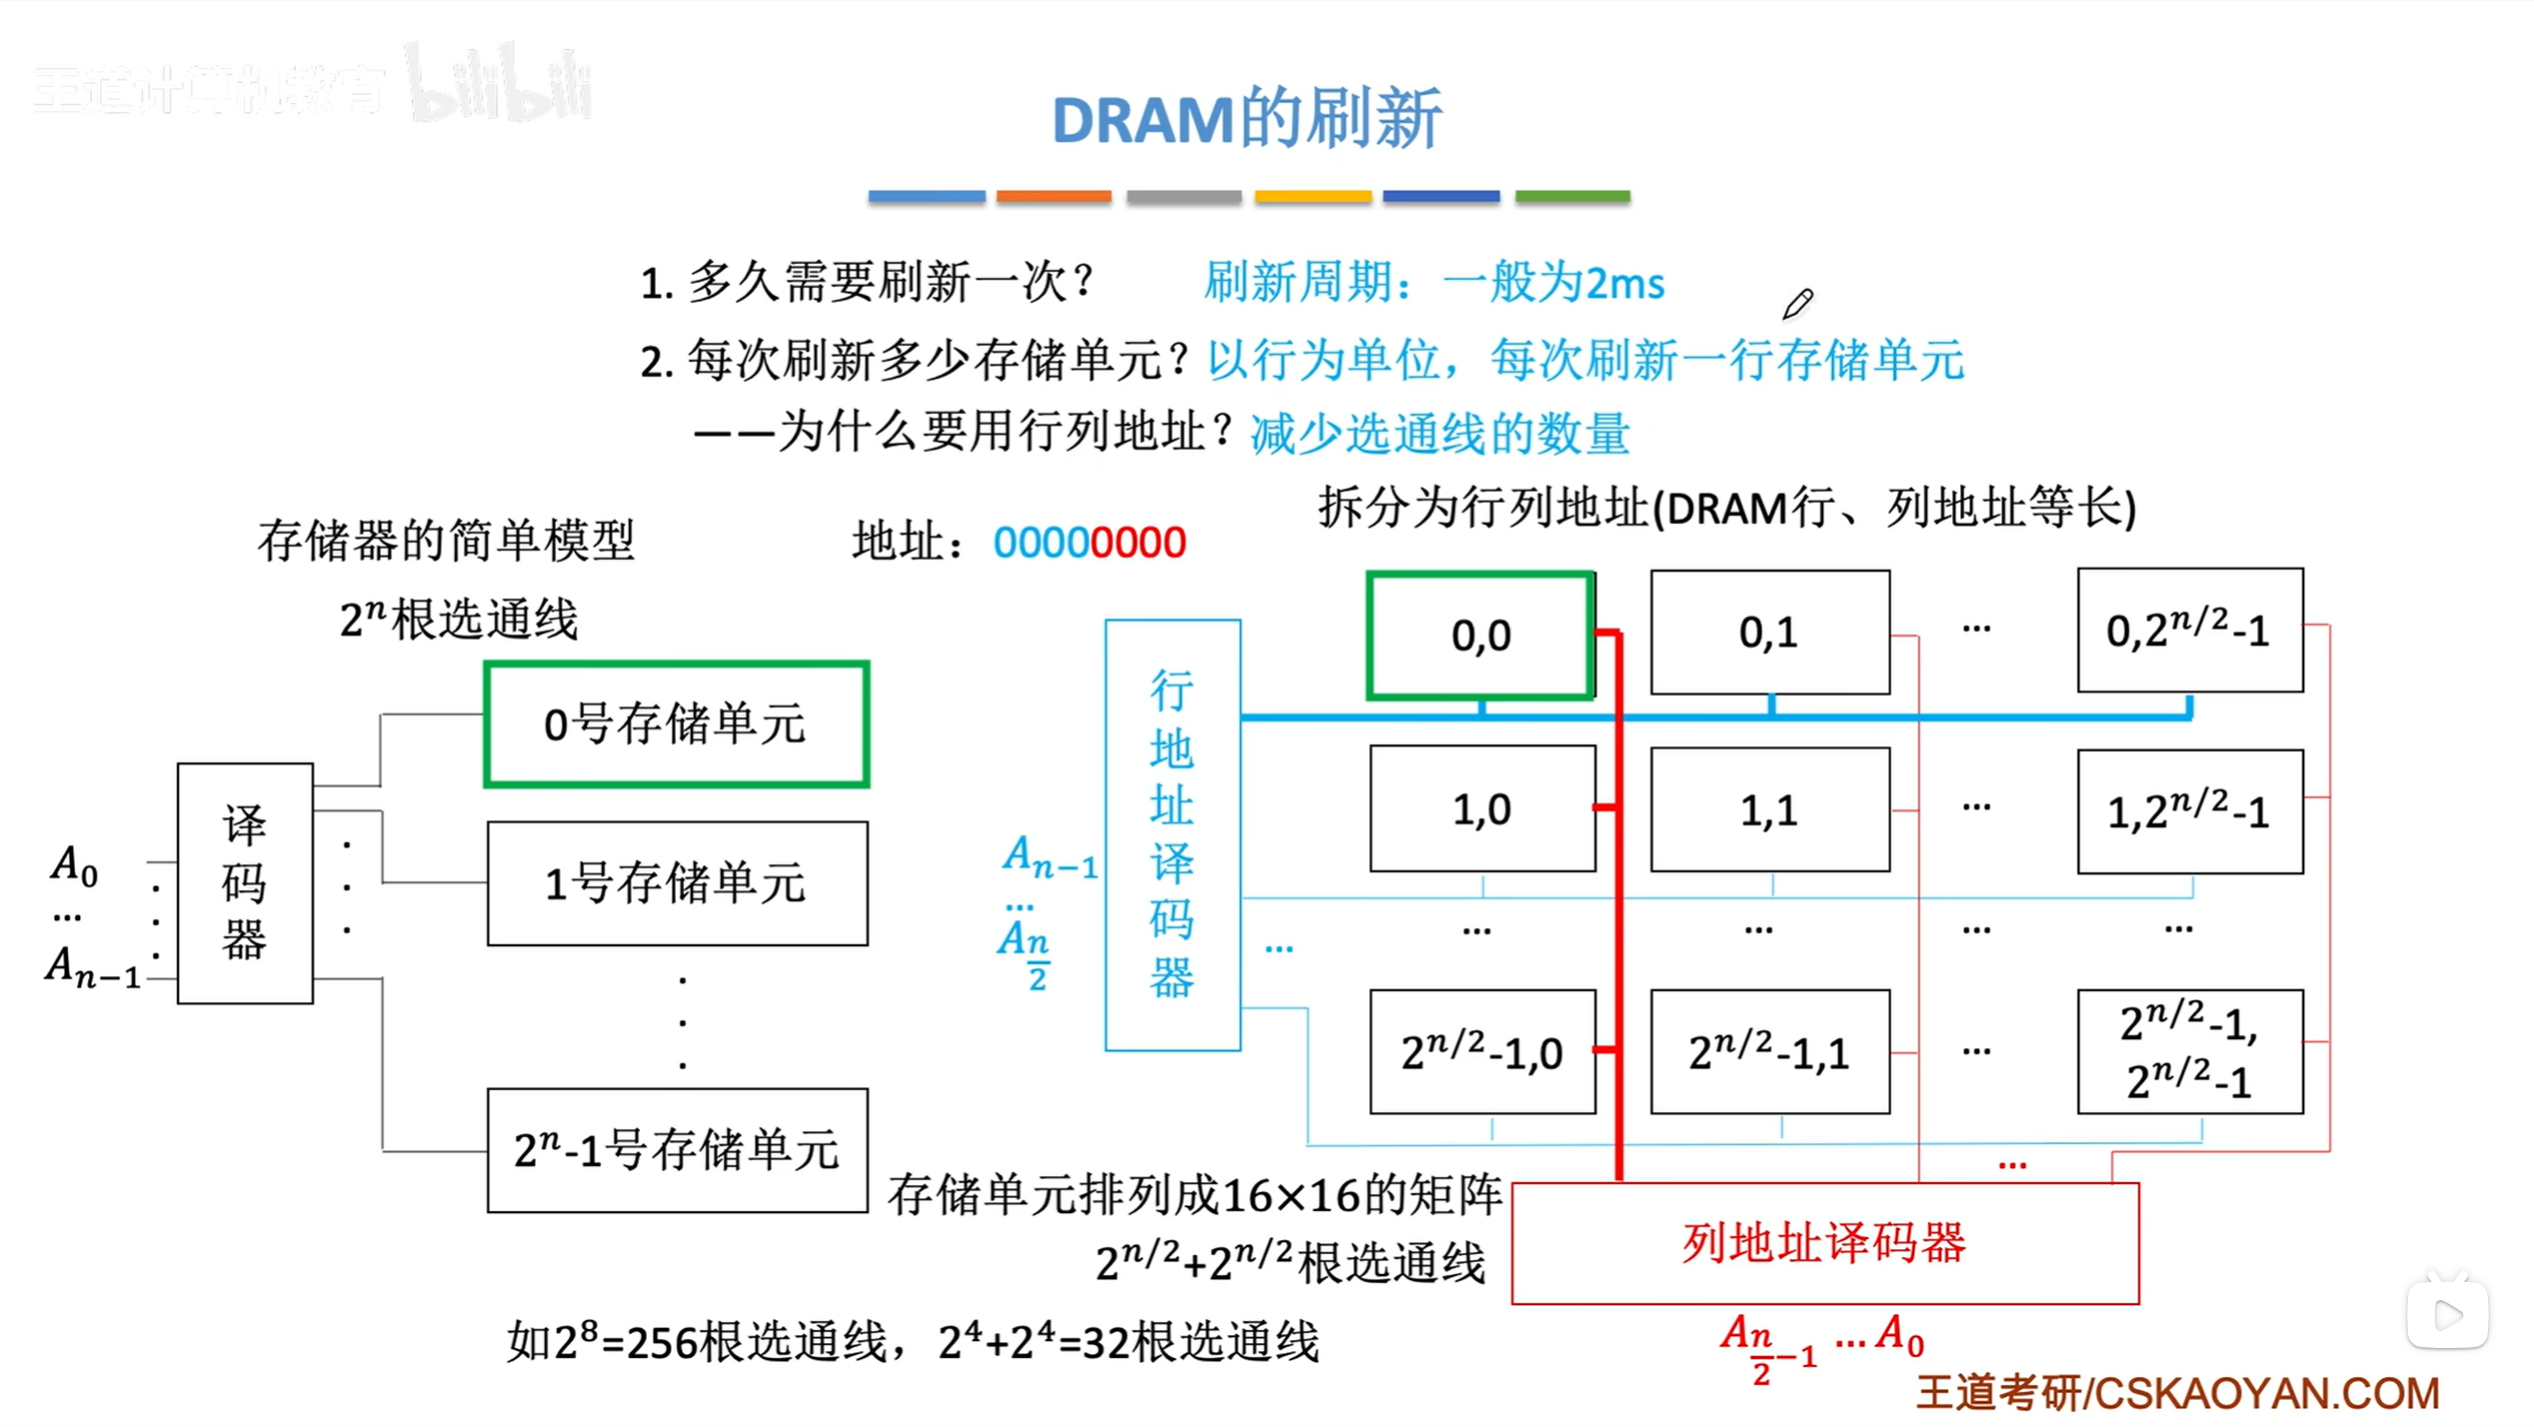 王道计算机教育 bilibili
DRAM的刷新
1. 多久需要刷新一次？ 刷新周期：一般为2ms
2. 每次刷新多少存储单元？以行为单位，每次刷新一行存储单元
——为什么要用行列地址？减少选通线的数量
存储器的简单模型
2ⁿ根选通线
地址：00000000
拆分为行列地址(DRAM行、列地址等长)
A₀
...
Aₙ₋₁
译码器
0号存储单元
1号存储单元
2ⁿ-1号存储单元
行地址译码器
Aₙ₋₁
...
A_{n/2}
0,0 0,1 ... 0,2^{n/2}-1
1,0 1,1 ... 1,2^{n/2}-1
... ... ... ... ...
2^{n/2}-1,0 2^{n/2}-1,1 ... 2^{n/2}-1,
2^{n/2}-1
...
存储单元排列成16×16的矩阵
2^{n/2}+2^{n/2}根选通线
列地址译码器
A_{n/2-1} ... A₀
如2⁸=256根选通线，2⁴+2⁴=32根选通线
王道考研/CSKAOYAN.COM